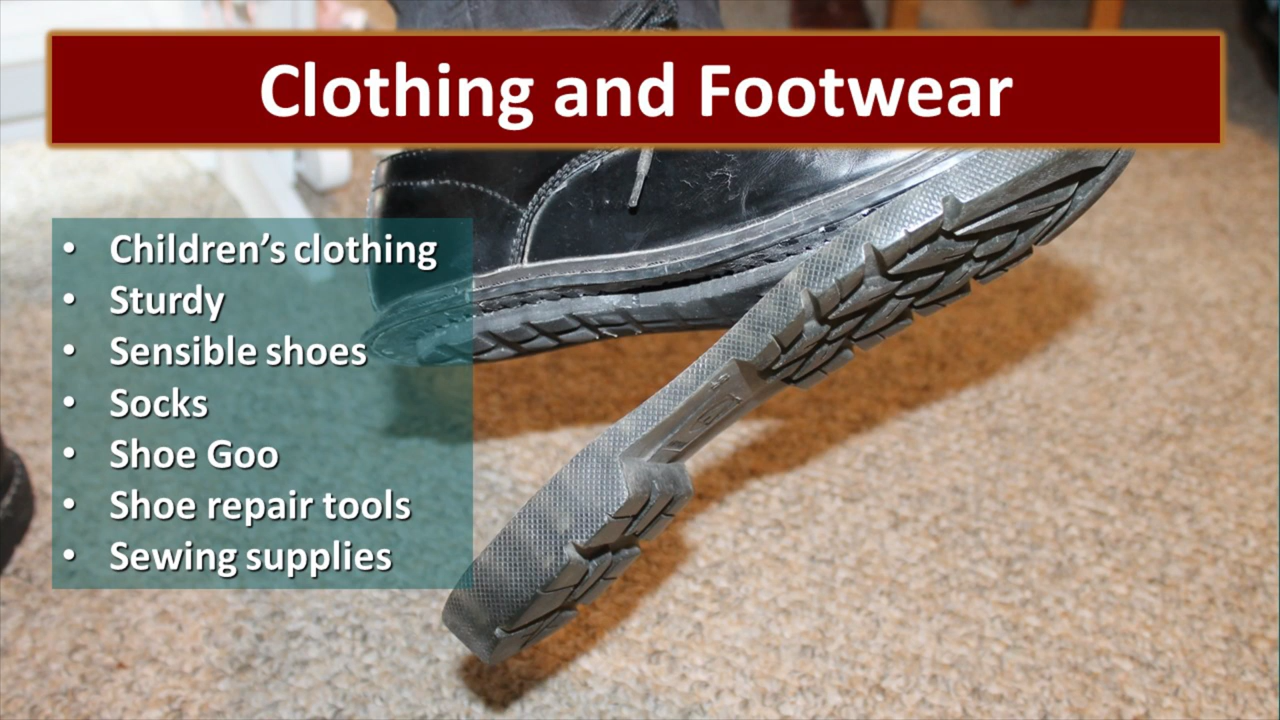 Clothing and Footwear
• Children’s clothing
• Sturdy
• Sensible shoes
• Socks
• Shoe Goo
• Shoe repair tools
• Sewing supplies